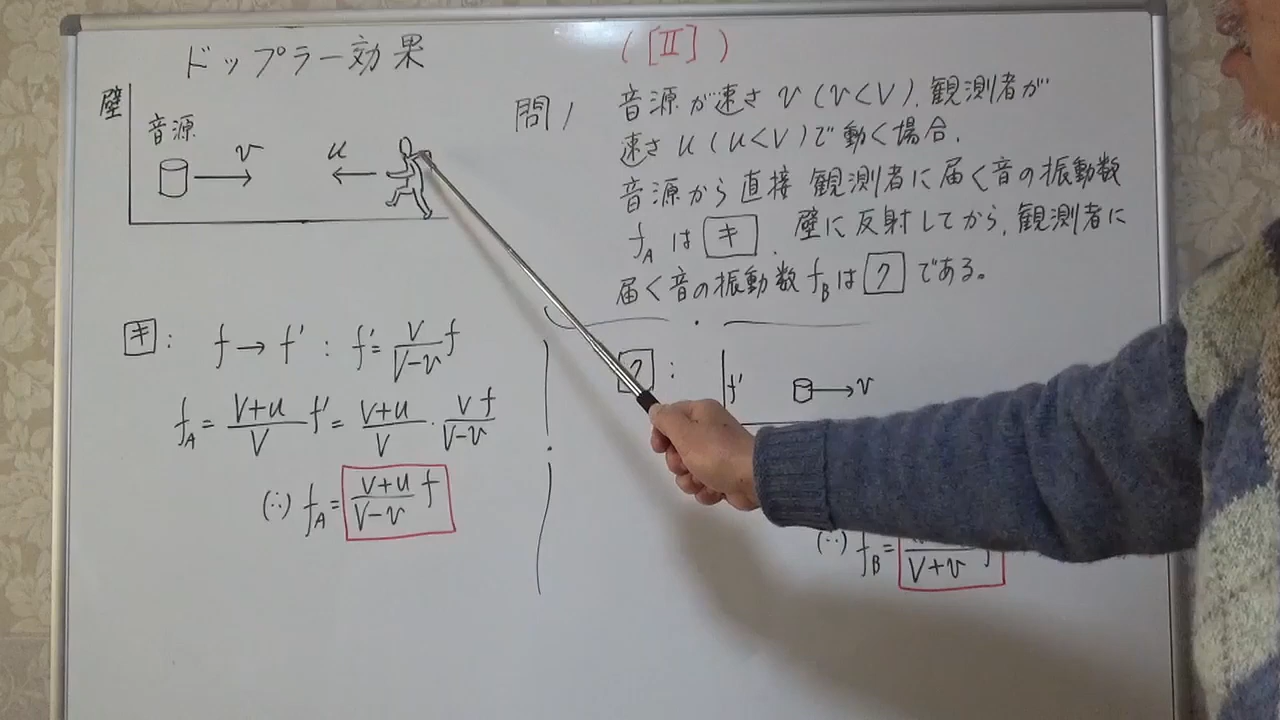 ドップラー効果
([Ⅱ])
壁
音源
v
u
問1 音源が速さ v (v<V)、観測者が
速さ u (u<V)で動く場合、
音源から直接 観測者に届く音の振動数
f_A は キ 、壁に反射してから、観測者に
届く音の振動数 f_B は ク である。
キ : f → f' : f' = V/(V-v) f
f_A = (V+u)/V f' = (V+u)/V · Vf/(V-v)
(∴) f_A = (V+u)/(V-v) f
ク : f' v
(∴) f_B = V+v f